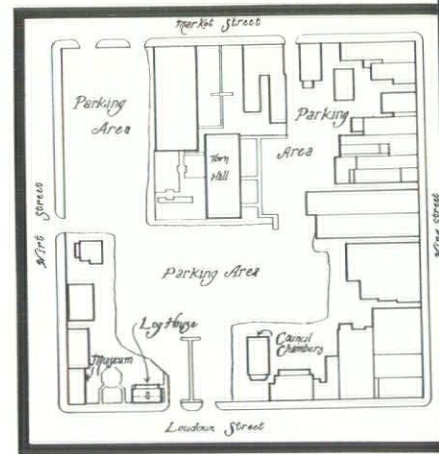 Market Street
Parking
Area
Parking
Area
Town
Hall
Wirt Street
King Street
Parking Area
Log House
Museum
Council
Chambers
Loudoun Street